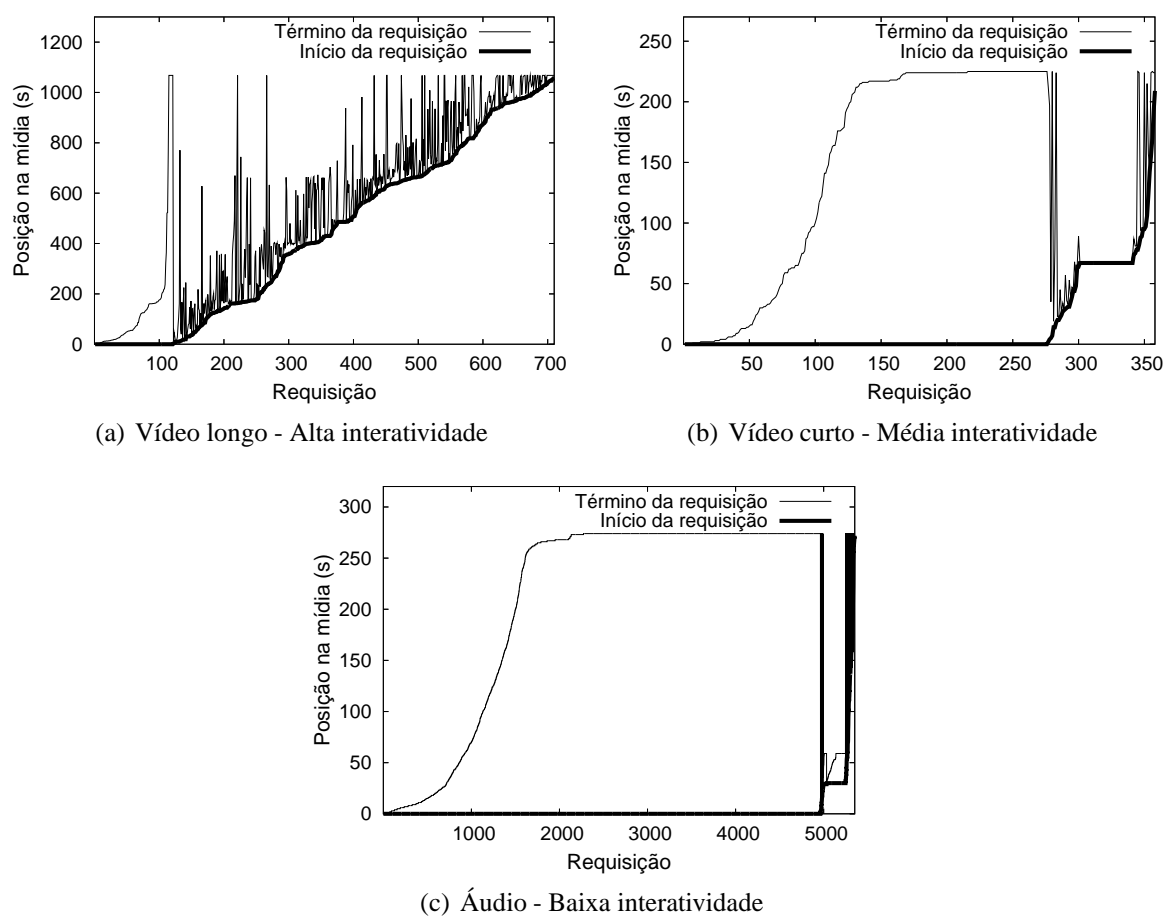 Término da requisição
Início da requisição
1200
1000
800
600
400
200
0
Posição na mídia (s)
100 200 300 400 500 600 700
Requisição
(a) Vídeo longo - Alta interatividade
Término da requisição
Início da requisição
250
200
150
100
50
0
Posição na mídia (s)
50 100 150 200 250 300 350
Requisição
(b) Vídeo curto - Média interatividade
Término da requisição
Início da requisição
300
250
200
150
100
50
0
Posição na mídia (s)
1000 2000 3000 4000 5000
Requisição
(c) Áudio - Baixa interatividade